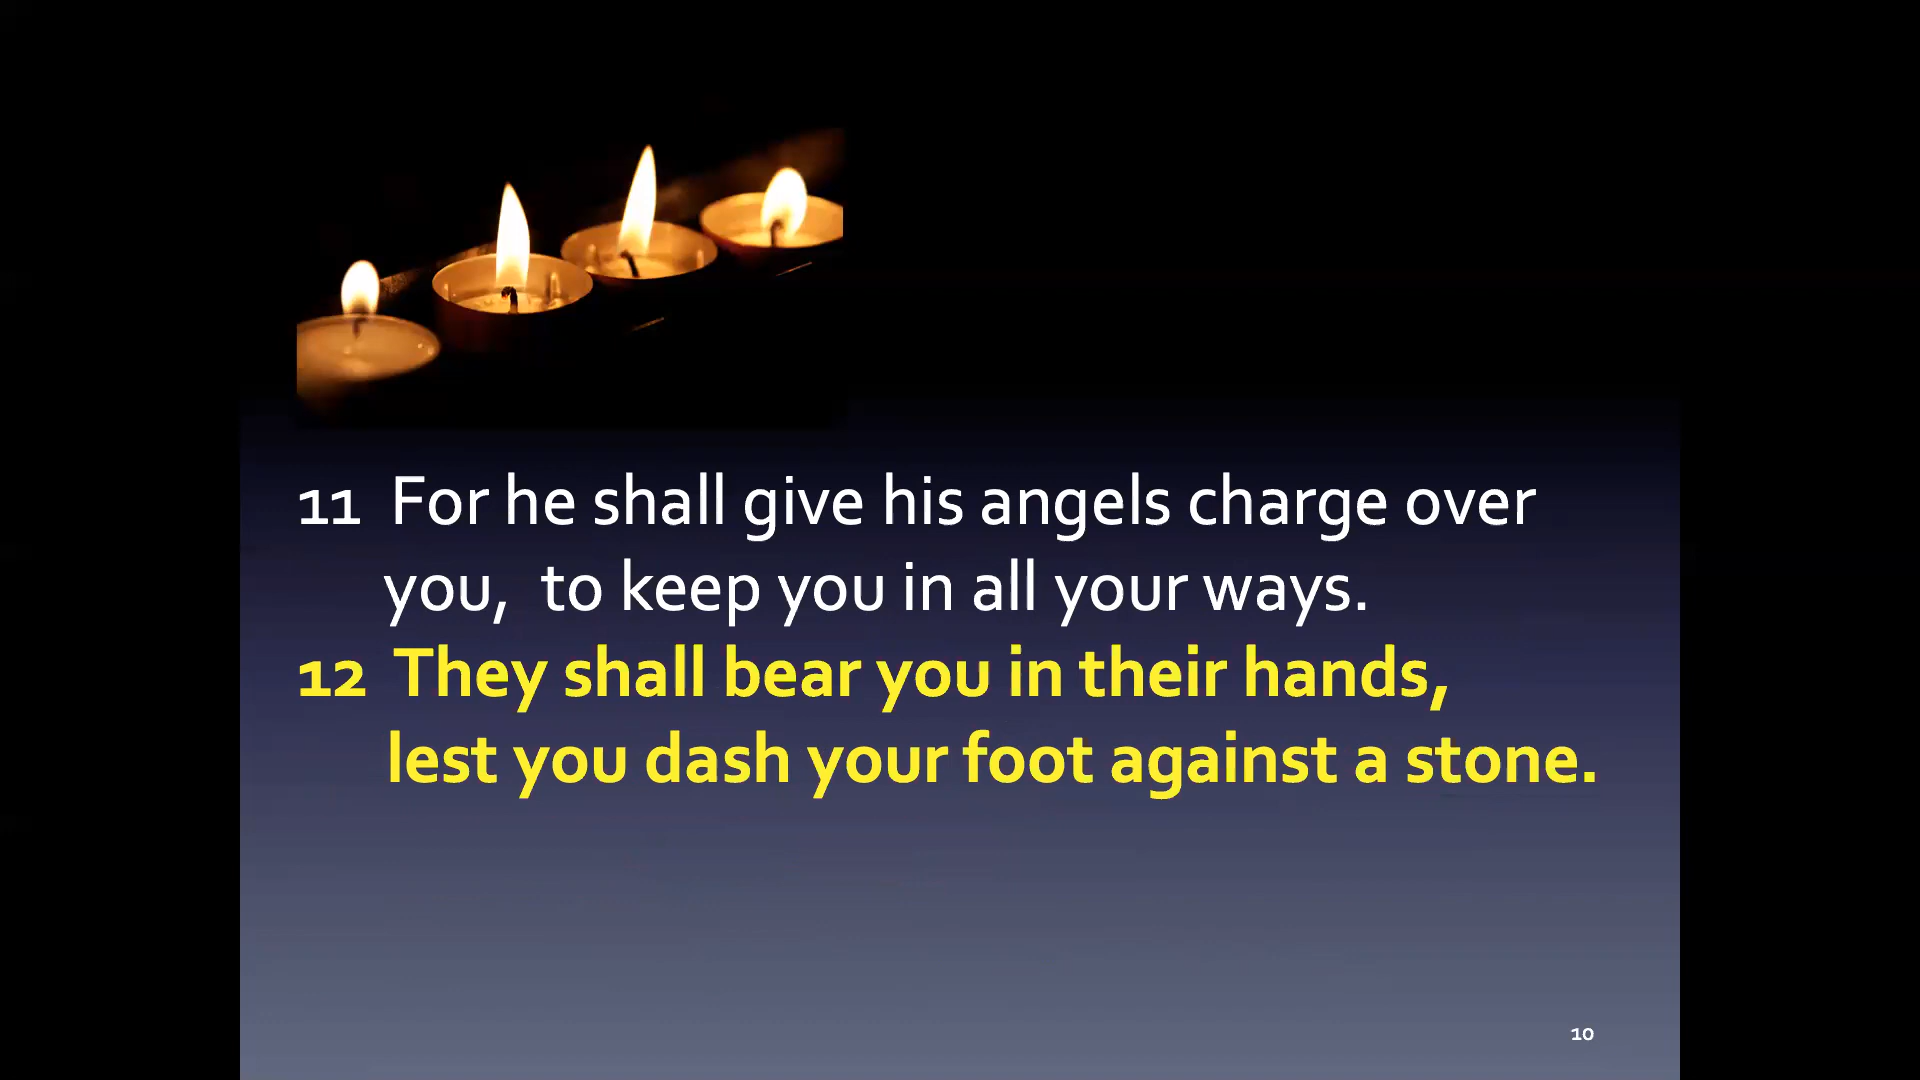 11 For he shall give his angels charge over
you, to keep you in all your ways.
12 They shall bear you in their hands,
lest you dash your foot against a stone.
10